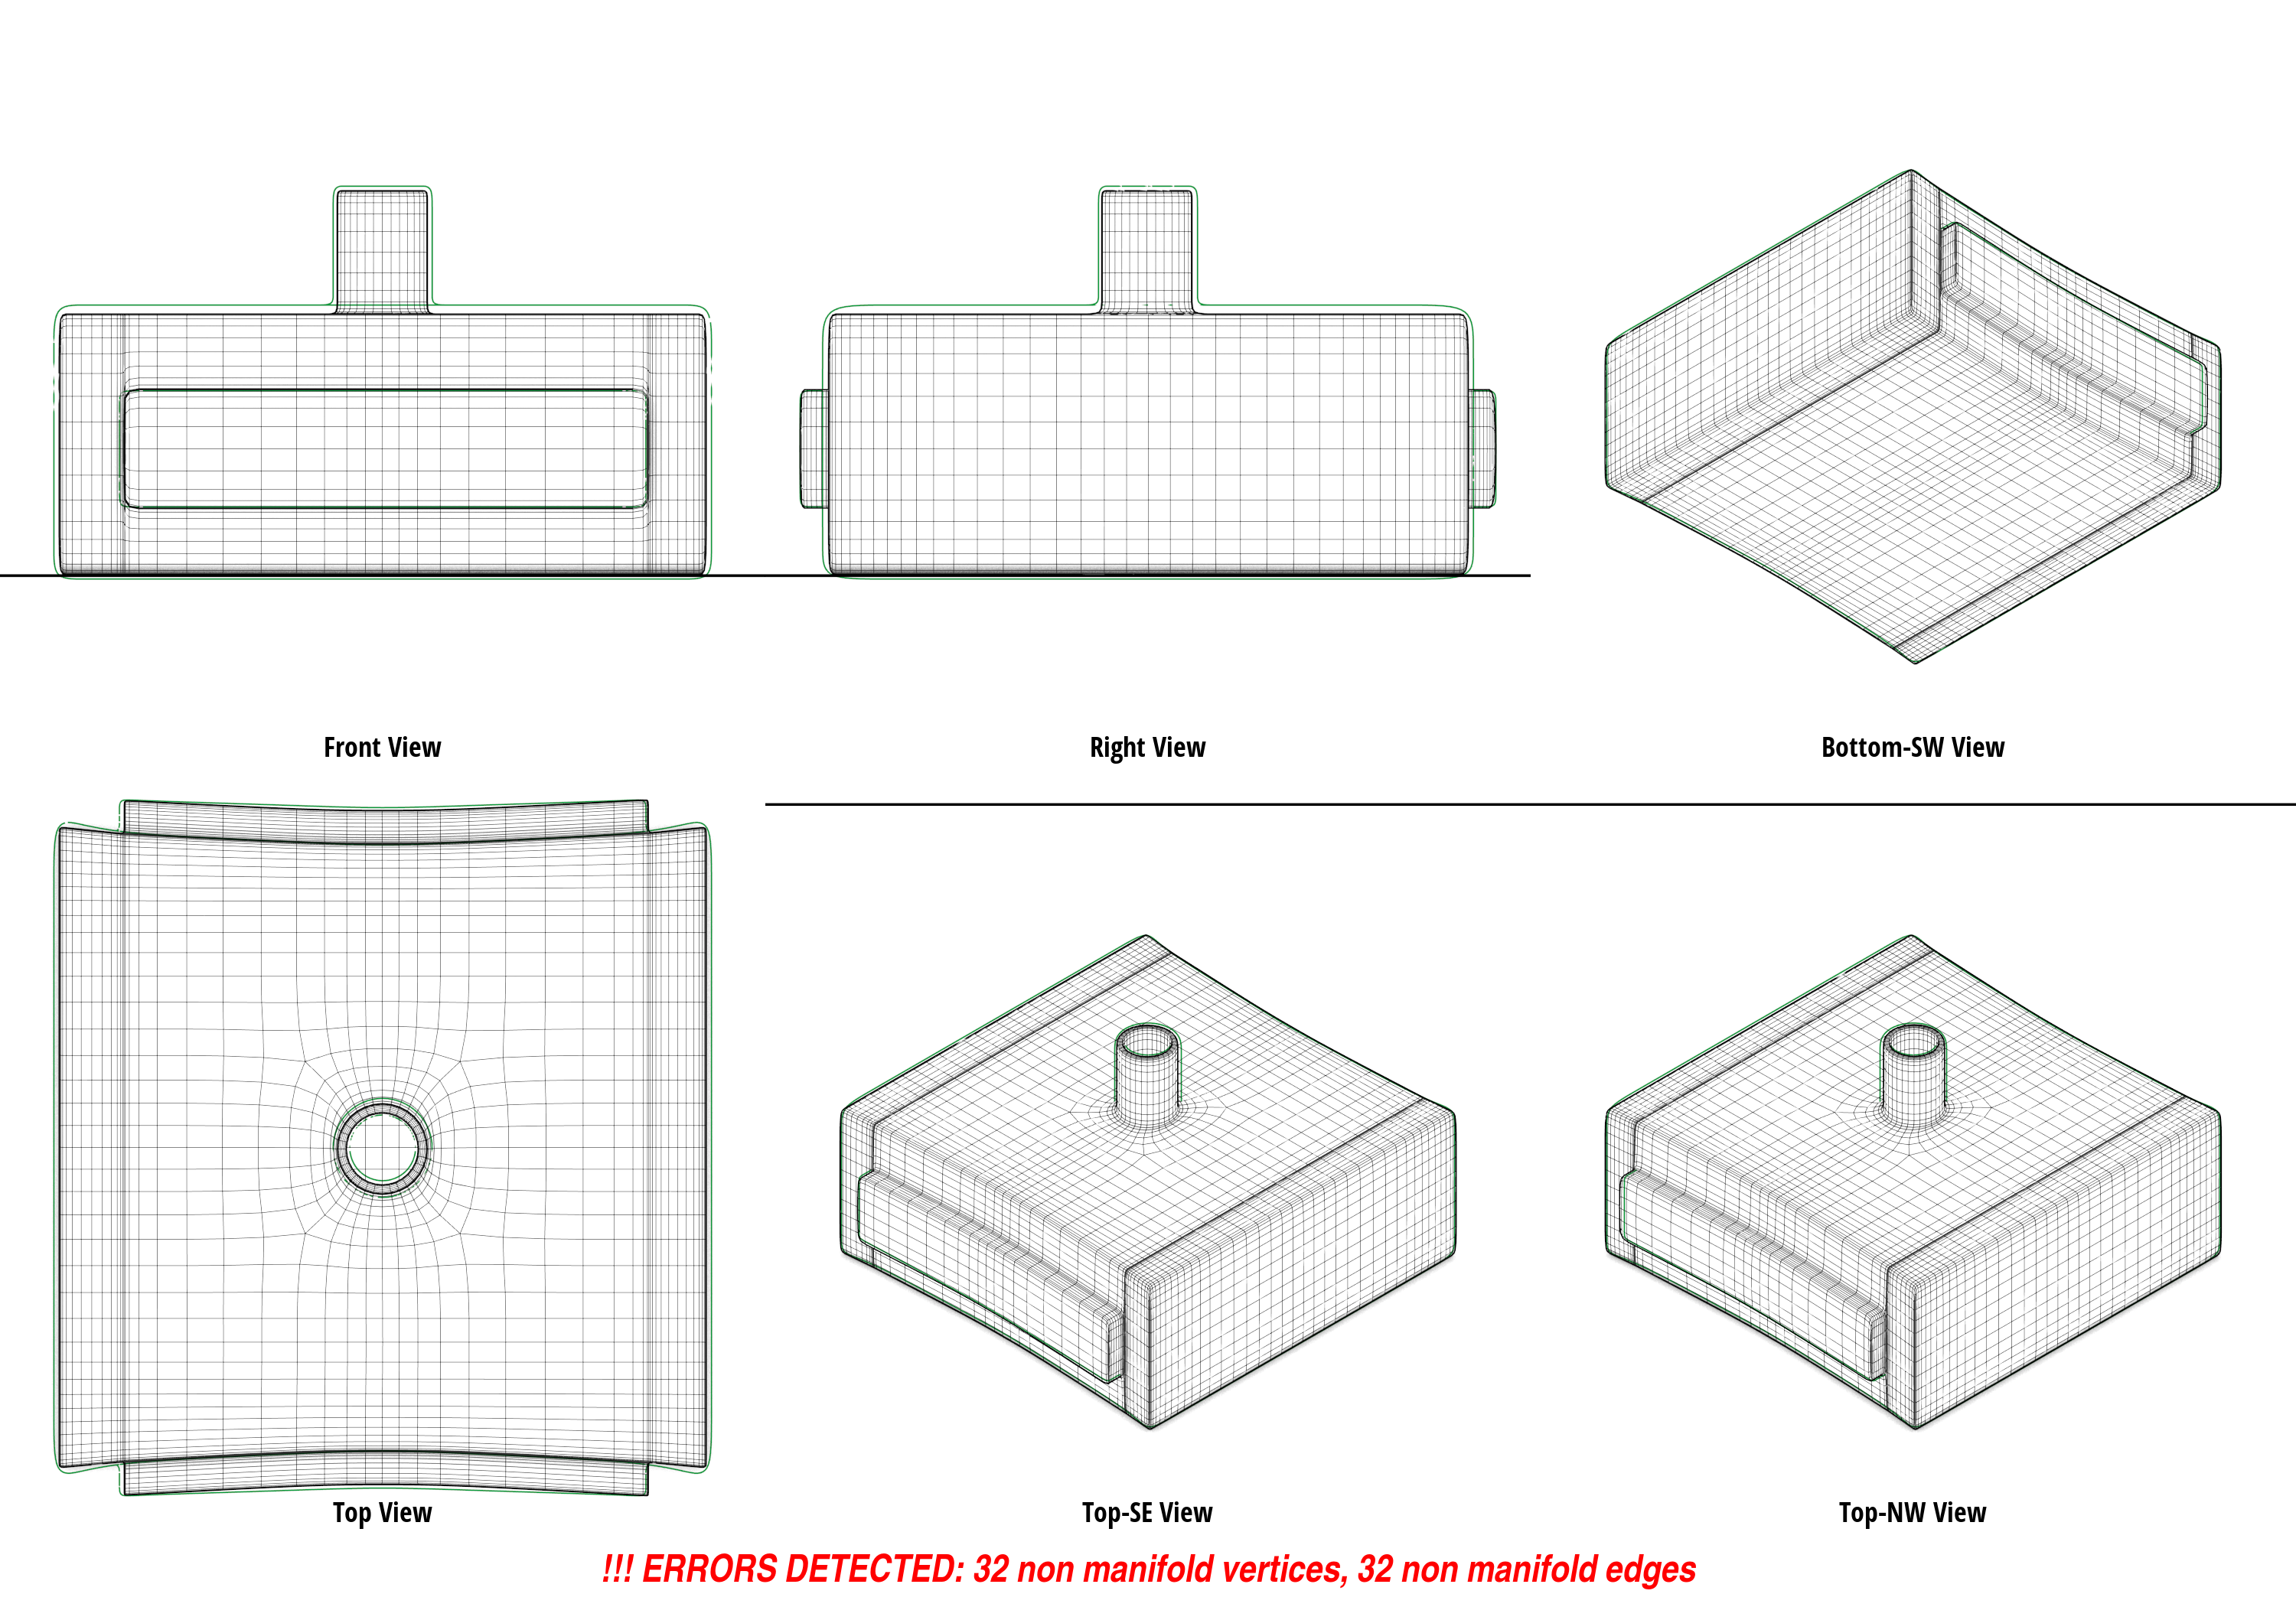 Front View
Right View
Bottom-SW View
Top View
Top-SE View
Top-NW View
!!! ERRORS DETECTED: 32 non manifold vertices, 32 non manifold edges